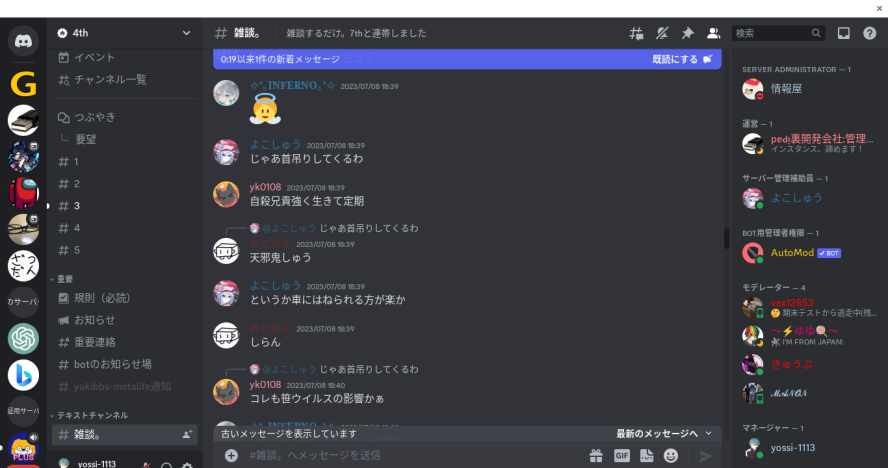 4th
イベント
チャンネル一覧
つぶやき
要望
1
2
3
4
5
重要
規則（必読）
お知らせ
重要連絡
botのお知らせ場
yukibbs-metalife通知
テキストチャンネル
雑談。
yossi-1113
ざつ
だん
のサーバ
証用サーバ
PLUS
雑談。
雑談するだけ。7thと連帯しました
検索
0:19以来1件の新着メッセージ
既読にする
✧*。INFERNO。*✧ 2023/07/08 18:39
よこしゅう 2023/07/08 18:39
じゃあ首吊りしてくるわ
yk0108 2023/07/08 18:39
自殺兄貴強く生きて定期
@よこしゅう じゃあ首吊りしてくるわ
おとおふ 2023/07/08 18:39
天邪鬼しゅう
よこしゅう 2023/07/08 18:39
というか車にはねられる方が楽か
おとおふ 2023/07/08 18:39
しらん
@よこしゅう じゃあ首吊りしてくるわ
yk0108 2023/07/08 18:40
コレも笹ウイルスの影響かぁ
古いメッセージを表示しています
最新のメッセージへ
#雑談。へメッセージを送信
GIF
SERVER ADMINISTRATOR — 1
情報屋
運営 — 1
pedj裏開発会社:管理...
インスタンス、諦めます！
サーバー管理補助員 — 1
よこしゅう
BOT用管理者権限 — 1
AutoMod ✓ BOT
モデレーター — 4
vex12853
🤔 期末テストから逃走中(残...
〜⚡ゆゆ🍭〜
I'M FROM JAPAN!
きゅうぶ
ℳ𝒶𝓃𝒪𝓃
マネージャー — 1
yossi-1113